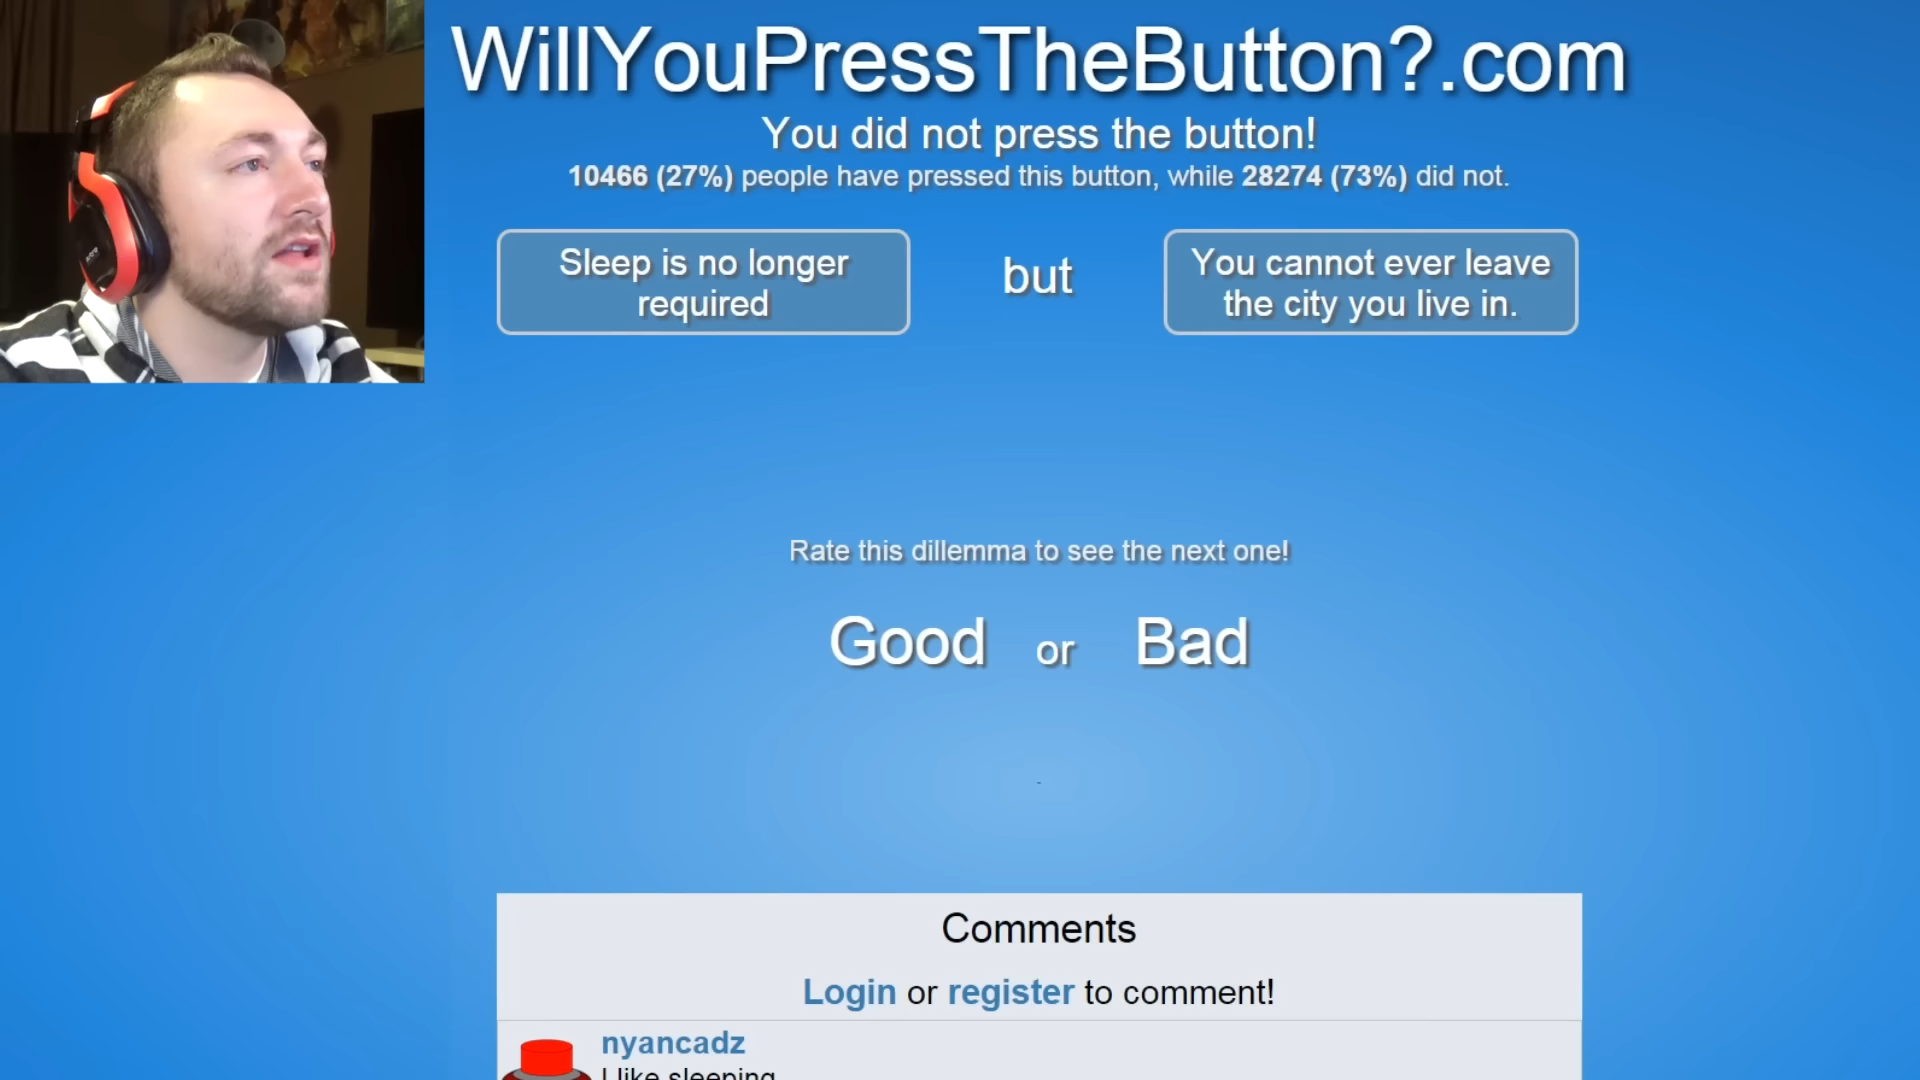 WillYouPressTheButton?.com
You did not press the button!
10466 (27%) people have pressed this button, while 28274 (73%) did not.
Sleep is no longer
required
but
You cannot ever leave
the city you live in.
Rate this dillemma to see the next one!
Good or Bad
Comments
Login or register to comment!
nyancadz
I like sleeping